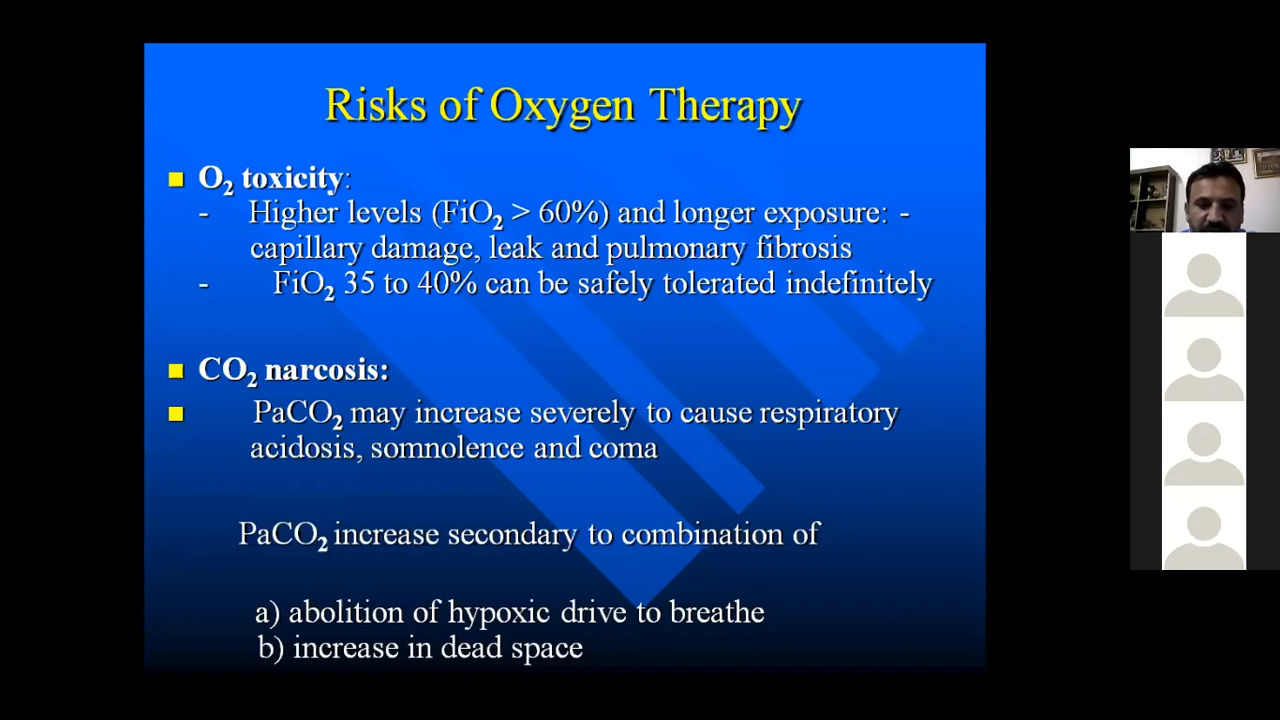 Risks of Oxygen Therapy
■ O₂ toxicity:
- Higher levels (FiO₂ > 60%) and longer exposure: -
capillary damage, leak and pulmonary fibrosis
- FiO₂ 35 to 40% can be safely tolerated indefinitely
■ CO₂ narcosis:
■ PaCO₂ may increase severely to cause respiratory
acidosis, somnolence and coma
PaCO₂ increase secondary to combination of
a) abolition of hypoxic drive to breathe
b) increase in dead space